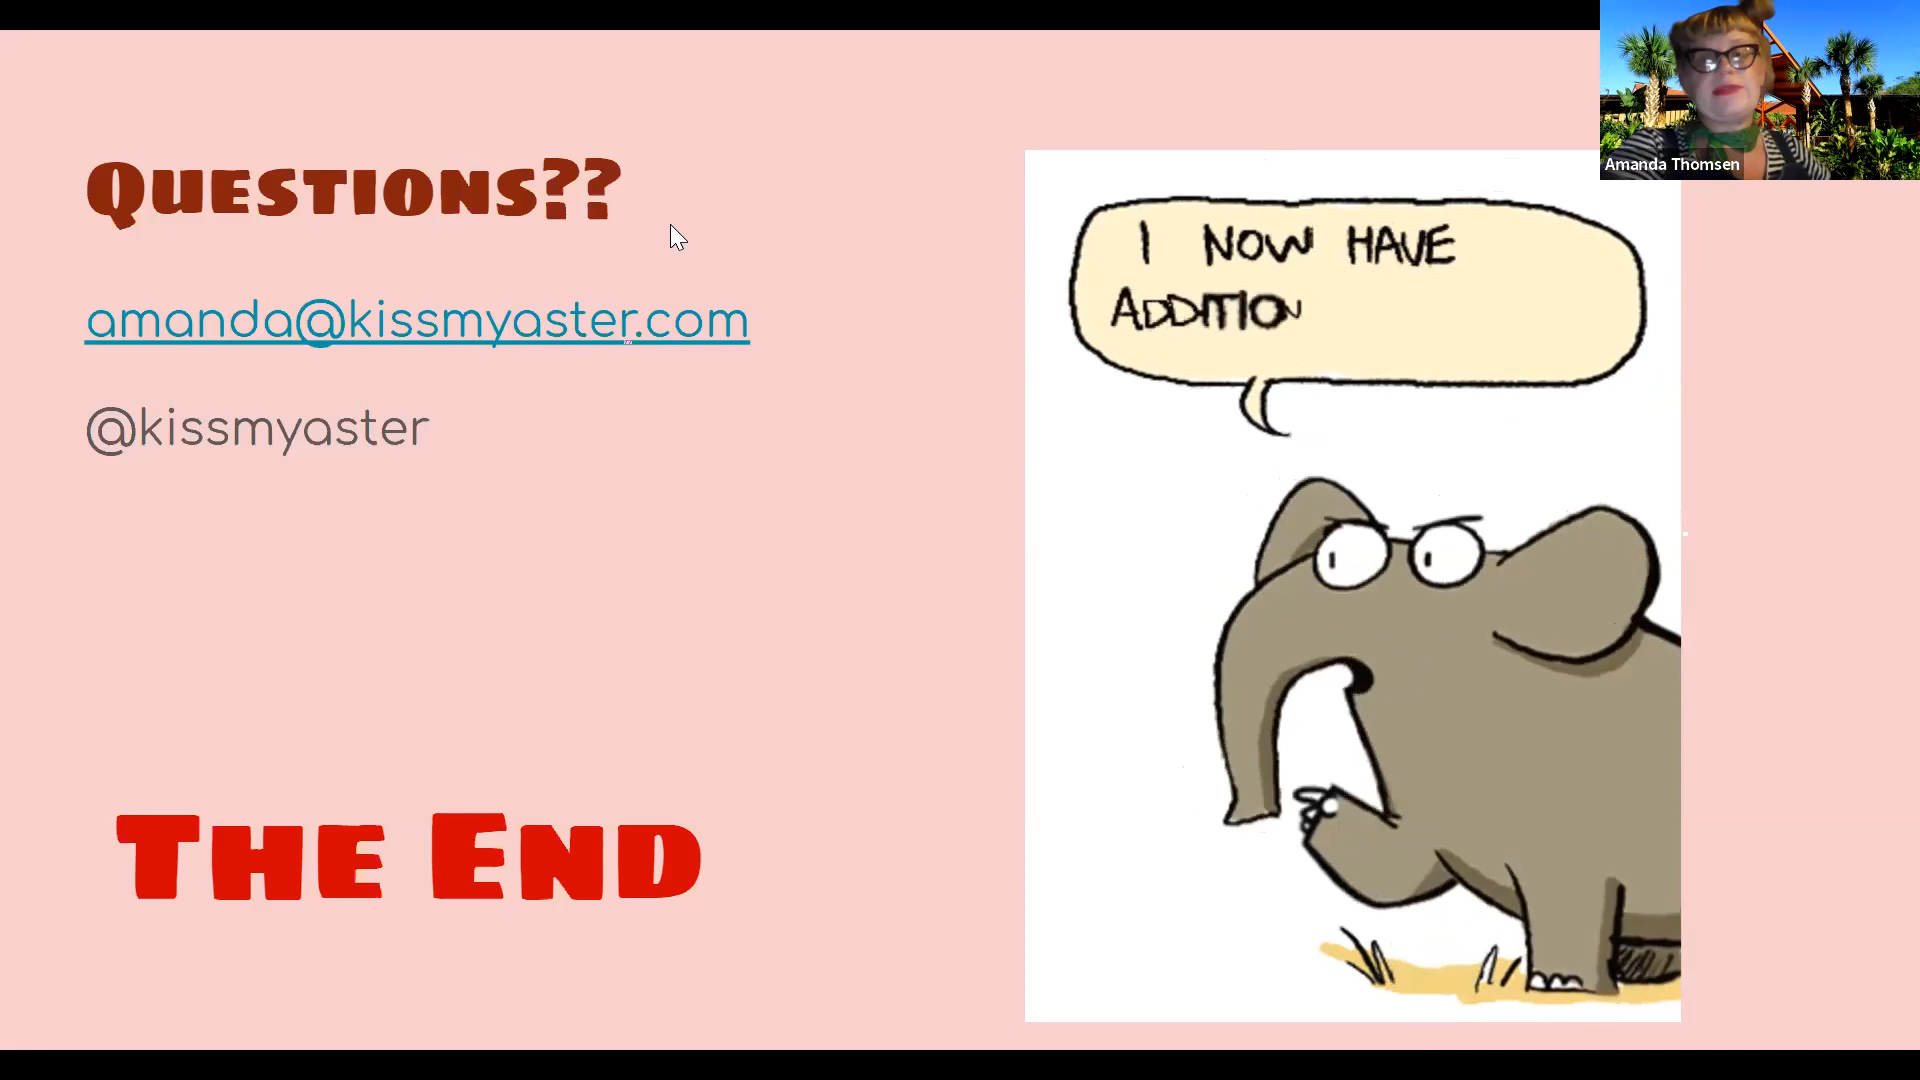 Questions??
amanda@kissmyaster.com
@kissmyaster
The End
I NOW HAVE
ADDITION
Amanda Thomsen